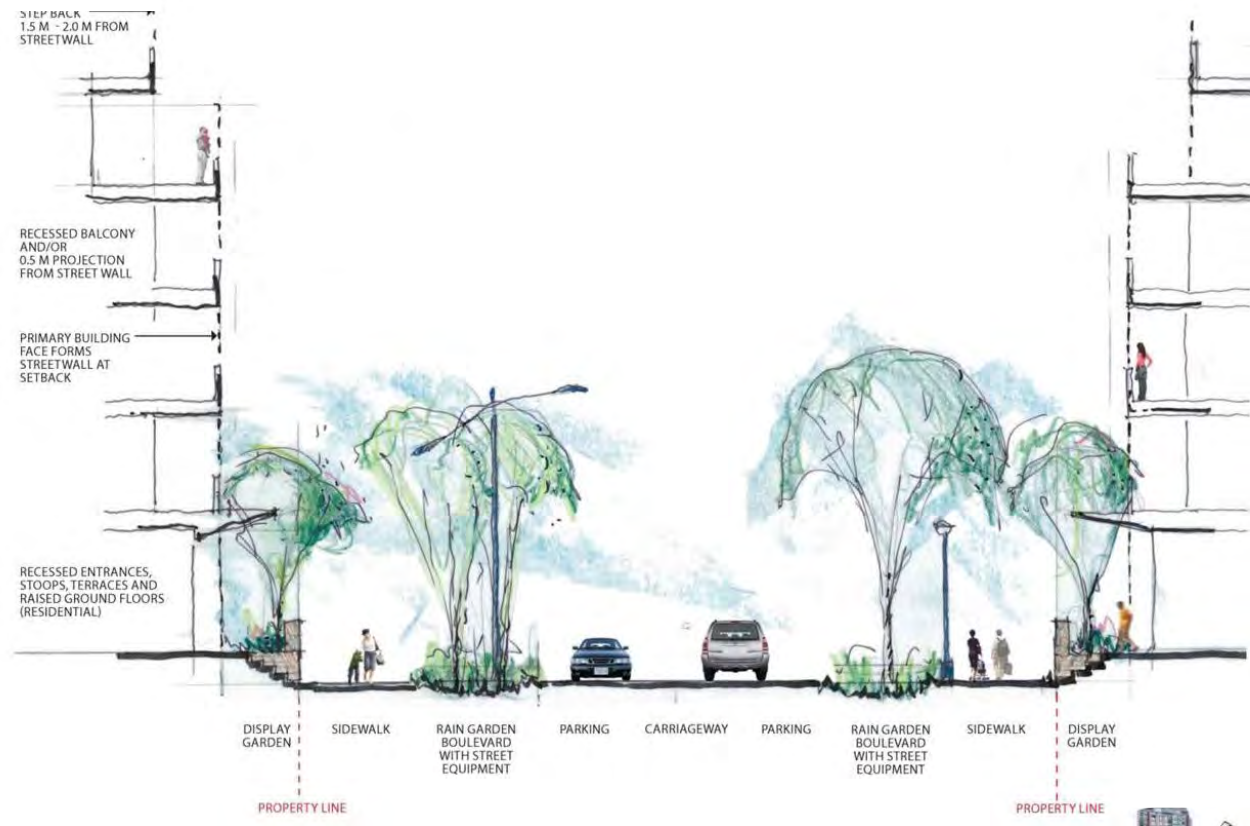 STEP BACK
1.5 M - 2.0 M FROM
STREETWALL
RECESSED BALCONY
AND/OR
0.5 M PROJECTION
FROM STREET WALL
PRIMARY BUILDING
FACE FORMS
STREETWALL AT
SETBACK
RECESSED ENTRANCES,
STOOPS, TERRACES AND
RAISED GROUND FLOORS
(RESIDENTIAL)
DISPLAY
GARDEN
SIDEWALK
RAIN GARDEN
BOULEVARD
WITH STREET
EQUIPMENT
PARKING
CARRIAGEWAY
PARKING
RAIN GARDEN
BOULEVARD
WITH STREET
EQUIPMENT
SIDEWALK
DISPLAY
GARDEN
PROPERTY LINE
PROPERTY LINE